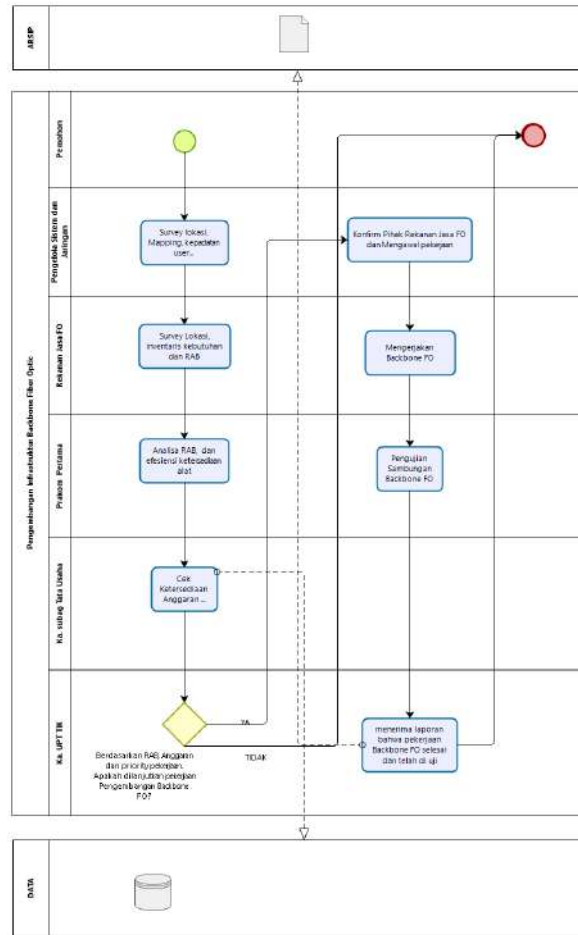 ARSIP
Pengembangan Infrastruktur Backbone Fiber Optic
Pemohon
Pengelola Sistem dan
Jaringan
Survey lokasi,
Mapping, kepadatan
user...
Konfirm Pihak Rekanan Jasa FO
dan Mengawal pekerjaan
Rekanan Jasa FO
Survey Lokasi,
inventaris kebutuhan
dan RAB
Mengerjakan
Backbone FO
Prakom Pertama
Analisa RAB, dan
efesiensi ketersediaan
alat
Pengujian
Sambungan
Backbone FO
Ka. subag Tata Usaha
Cek
Ketersediaan
Anggaran ...
Ka. UPT TIK
YA
TIDAK
Berdasarkan RAB, Anggaran
dan priority pekerjaan.
Apakah dilanjutkan pekerjaan
Pengembangan Backbone
FO?
menerima laporan
bahwa pekerjaan
Backbone FO selesai
dan telah di uji
DATA